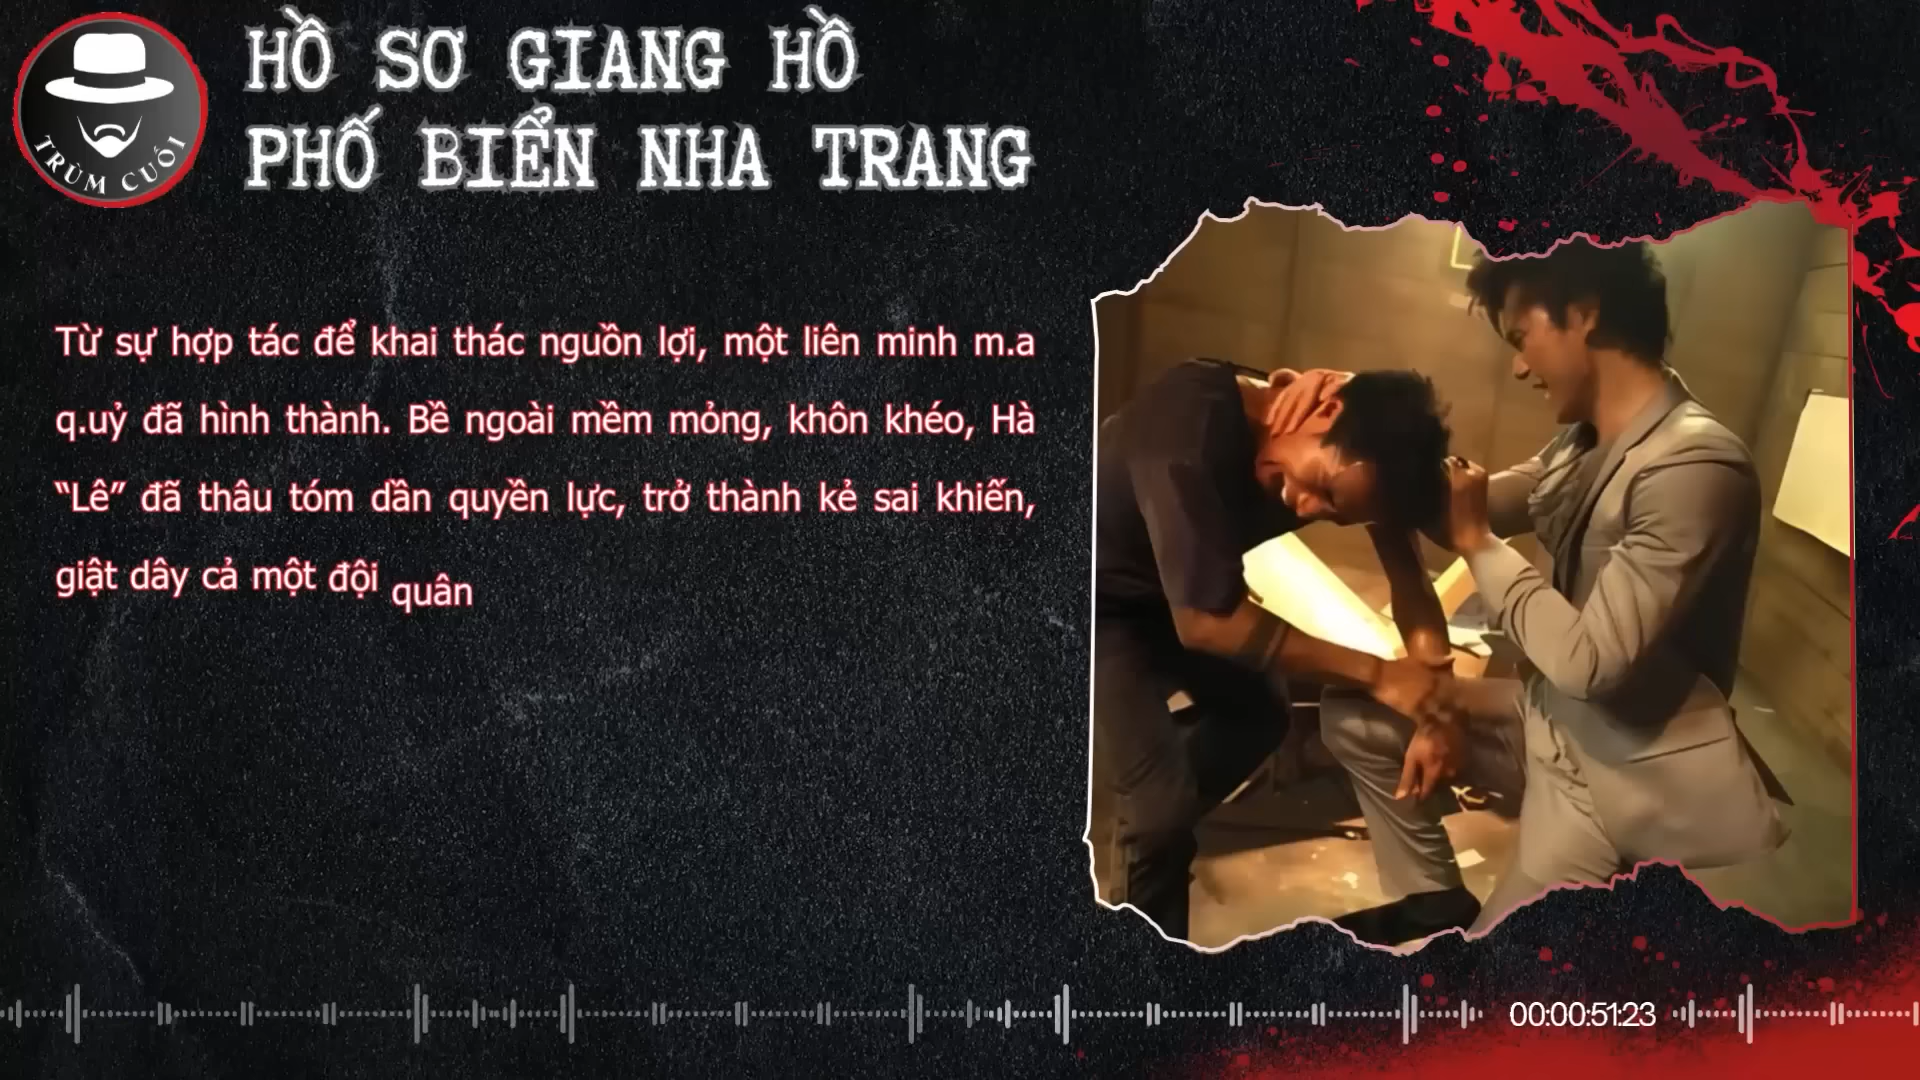 TRÙM CUỐI
HỒ SƠ GIANG HỒ
PHỐ BIỂN NHA TRANG
Từ sự hợp tác để khai thác nguồn lợi, một liên minh m.a
q.uỷ đã hình thành. Bề ngoài mềm mỏng, khôn khéo, Hà
“Lê” đã thâu tóm dần quyền lực, trở thành kẻ sai khiến,
giật dây cả một đội quân
00:00:51:23